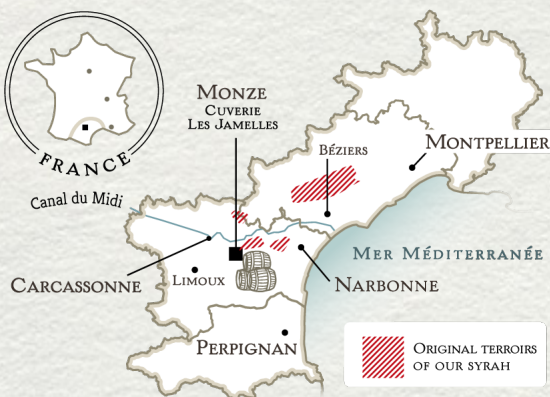 FRANCE
MONZE
CUVERIE
LES JAMELLES
BÉZIERS
MONTPELLIER
Canal du Midi
MER MÉDITERRANÉE
CARCASSONNE
LIMOUX
NARBONNE
PERPIGNAN
ORIGINAL TERROIRS
OF OUR SYRAH